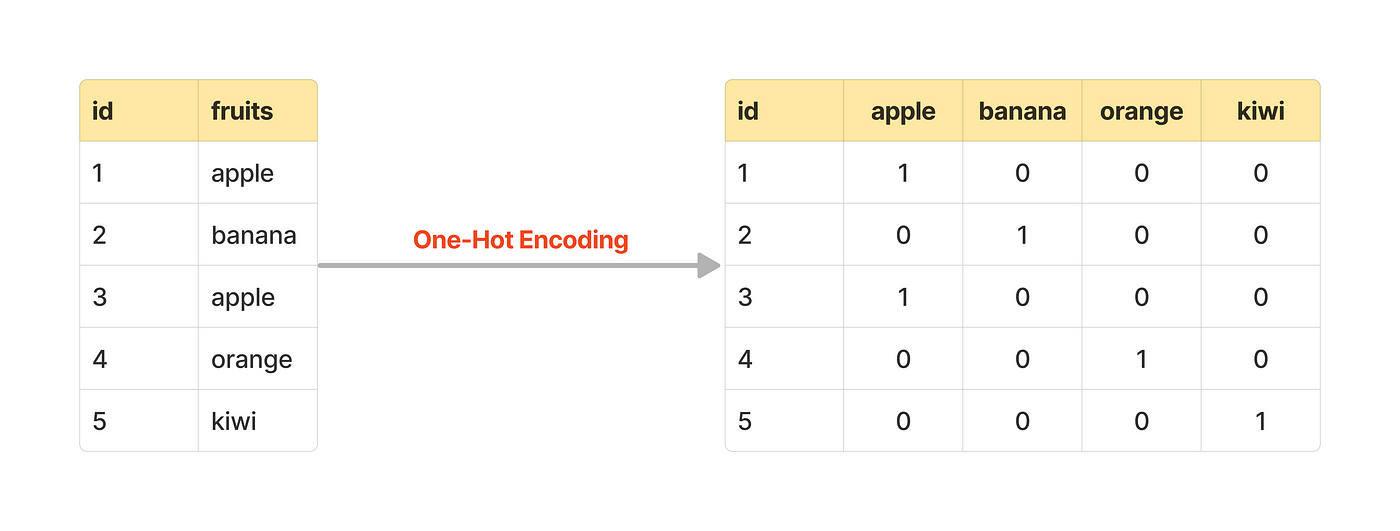 id fruits
1 apple
2 banana
3 apple
4 orange
5 kiwi
One-Hot Encoding
id apple banana orange kiwi
1 1 0 0 0
2 0 1 0 0
3 1 0 0 0
4 0 0 1 0
5 0 0 0 1